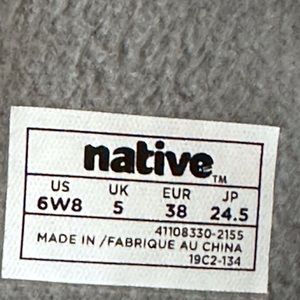 native™
US UK EUR JP
6W8 5 38 24.5
41108330-2155
MADE IN /FABRIQUE AU CHINA
19C2-134